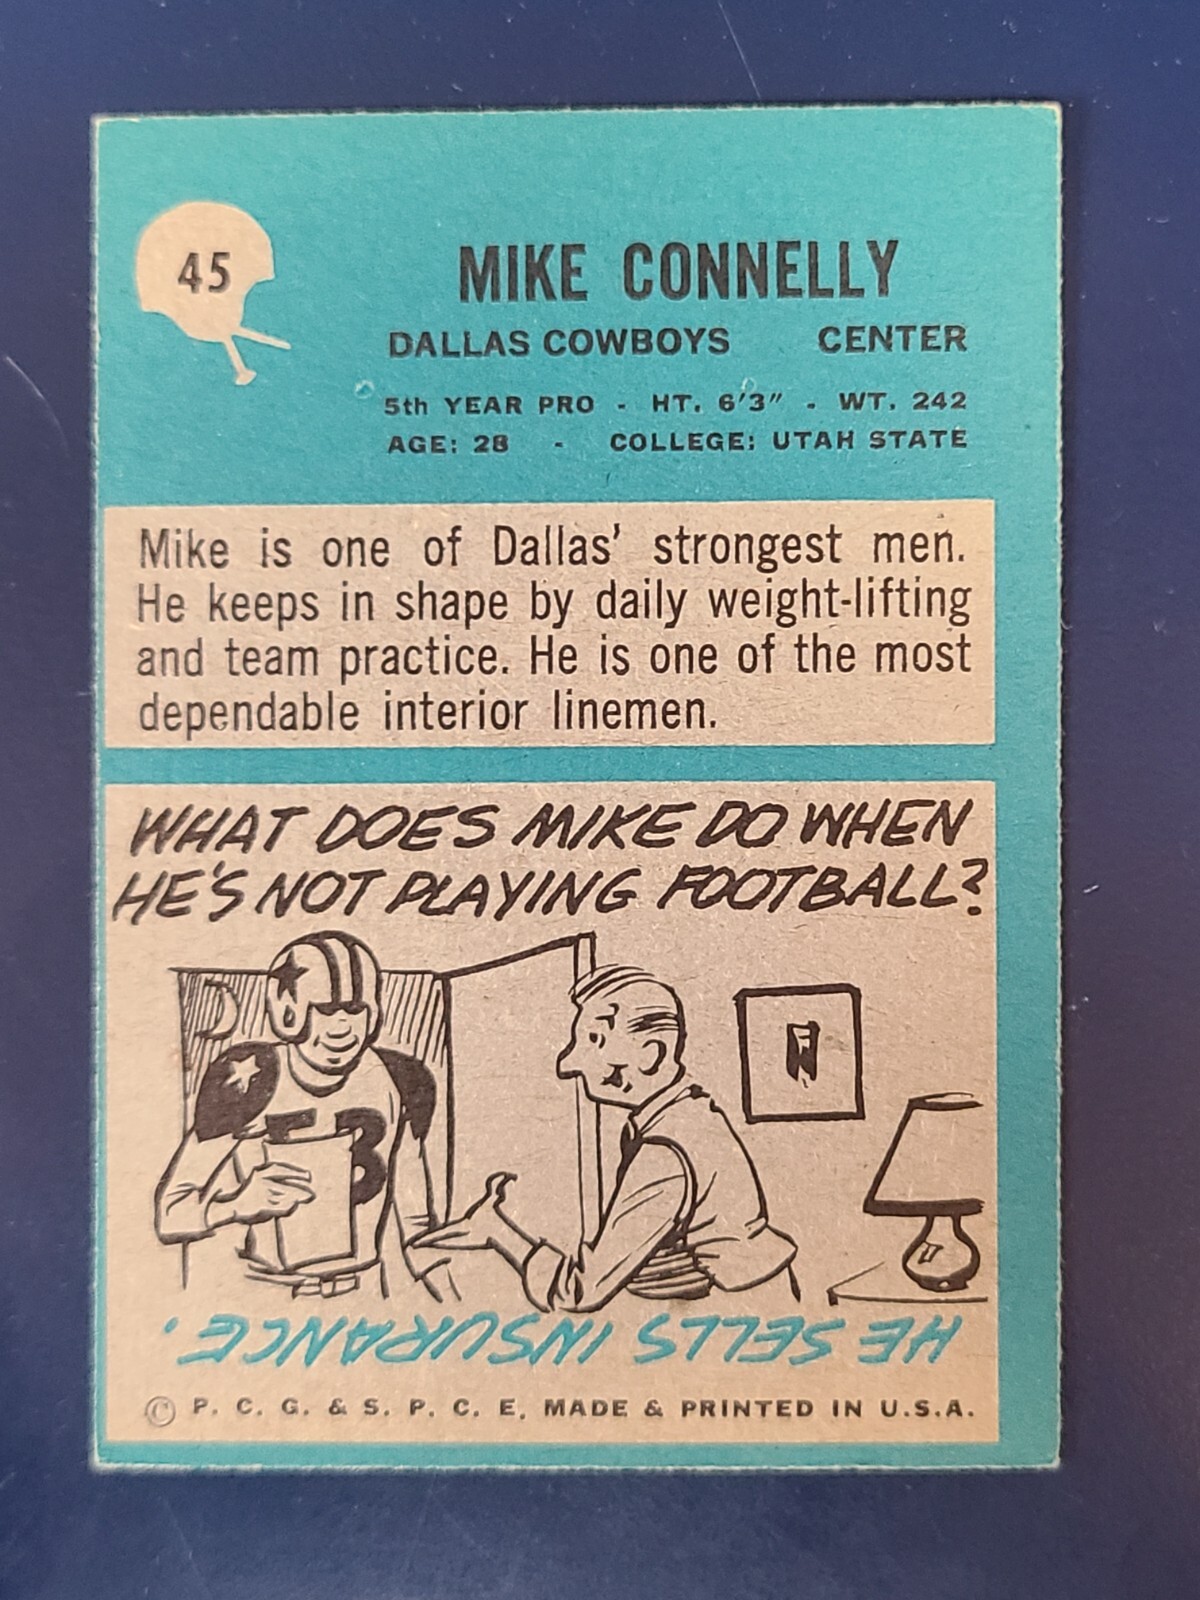 45
MIKE CONNELLY
DALLAS COWBOYS CENTER
5th YEAR PRO - HT. 6'3" - WT. 242
AGE: 28 - COLLEGE: UTAH STATE
Mike is one of Dallas' strongest men.
He keeps in shape by daily weight-lifting
and team practice. He is one of the most
dependable interior linemen.
WHAT DOES MIKE DO WHEN
HE'S NOT PLAYING FOOTBALL?
53
HE SELLS INSURANCE.
© P. C. G. & S. P. C. E. MADE & PRINTED IN U.S.A.